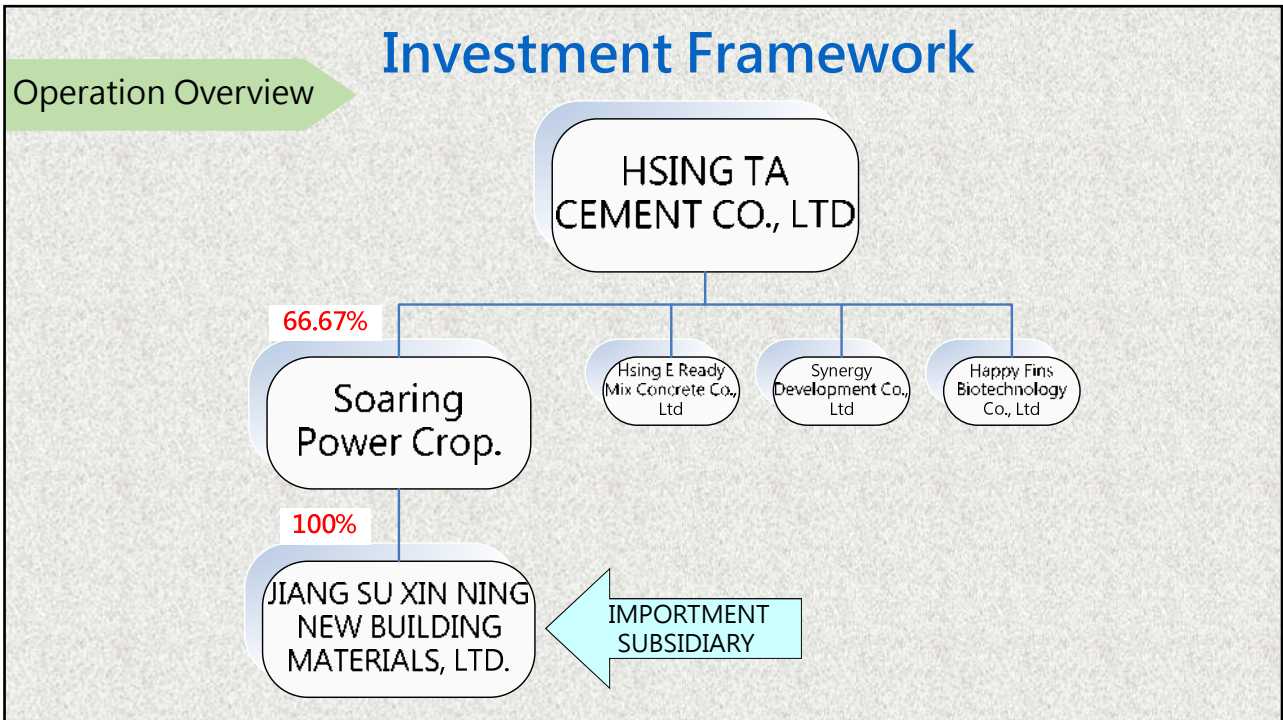 Investment Framework
Operation Overview
HSING TA
CEMENT CO., LTD
66.67%
Soaring
Power Crop.
Hsing E Ready
Mix Concrete Co.,
Ltd
Synergy
Development Co.,
Ltd
Happy Fins
Biotechnology
Co., Ltd
100%
JIANG SU XIN NING
NEW BUILDING
MATERIALS, LTD.
IMPORTMENT
SUBSIDIARY